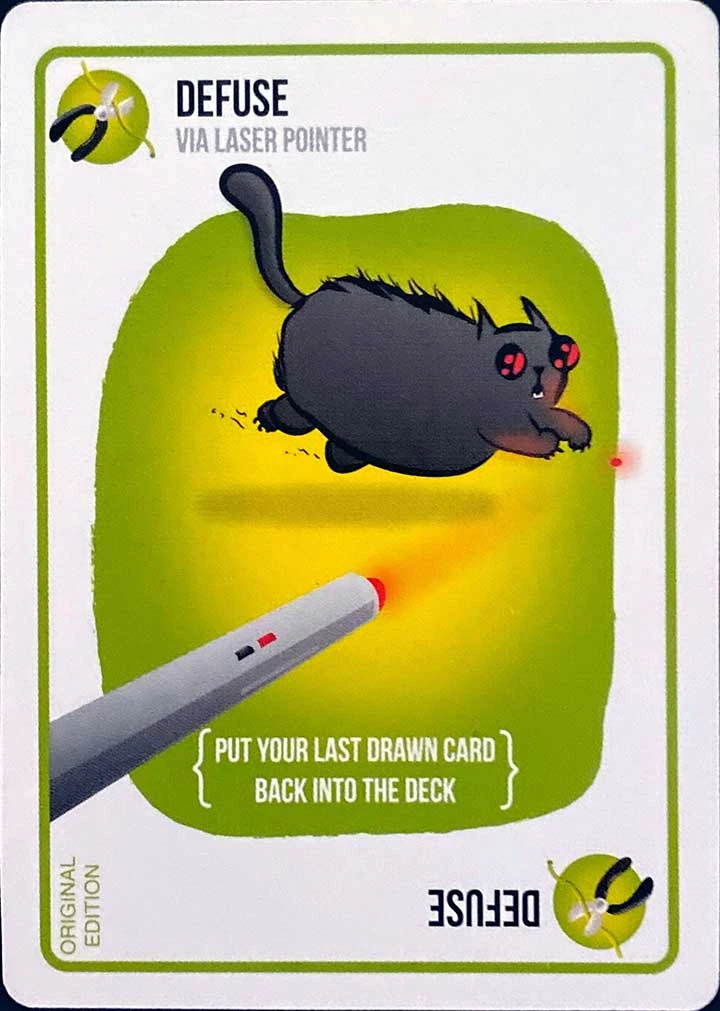 DEFUSE
VIA LASER POINTER
{PUT YOUR LAST DRAWN CARD
BACK INTO THE DECK}
ORIGINAL
EDITION
DEFUSE